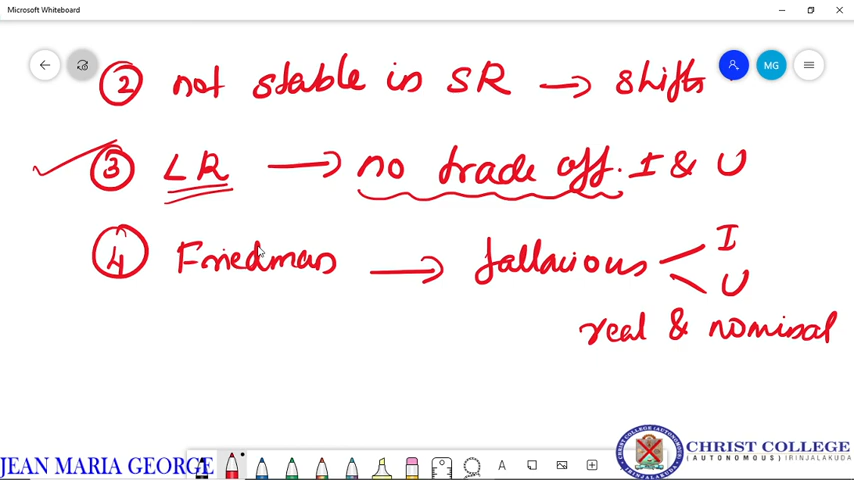 Microsoft Whiteboard
MG
② not stable in SR → shifts
③ LR → no trade off. I & U
④ Friedman → fallacious < I
U
real & nominal
JEAN MARIA GEORGE
A
CHRIST COLLEGE
(AUTONOMOUS) IRINJALAKUDA